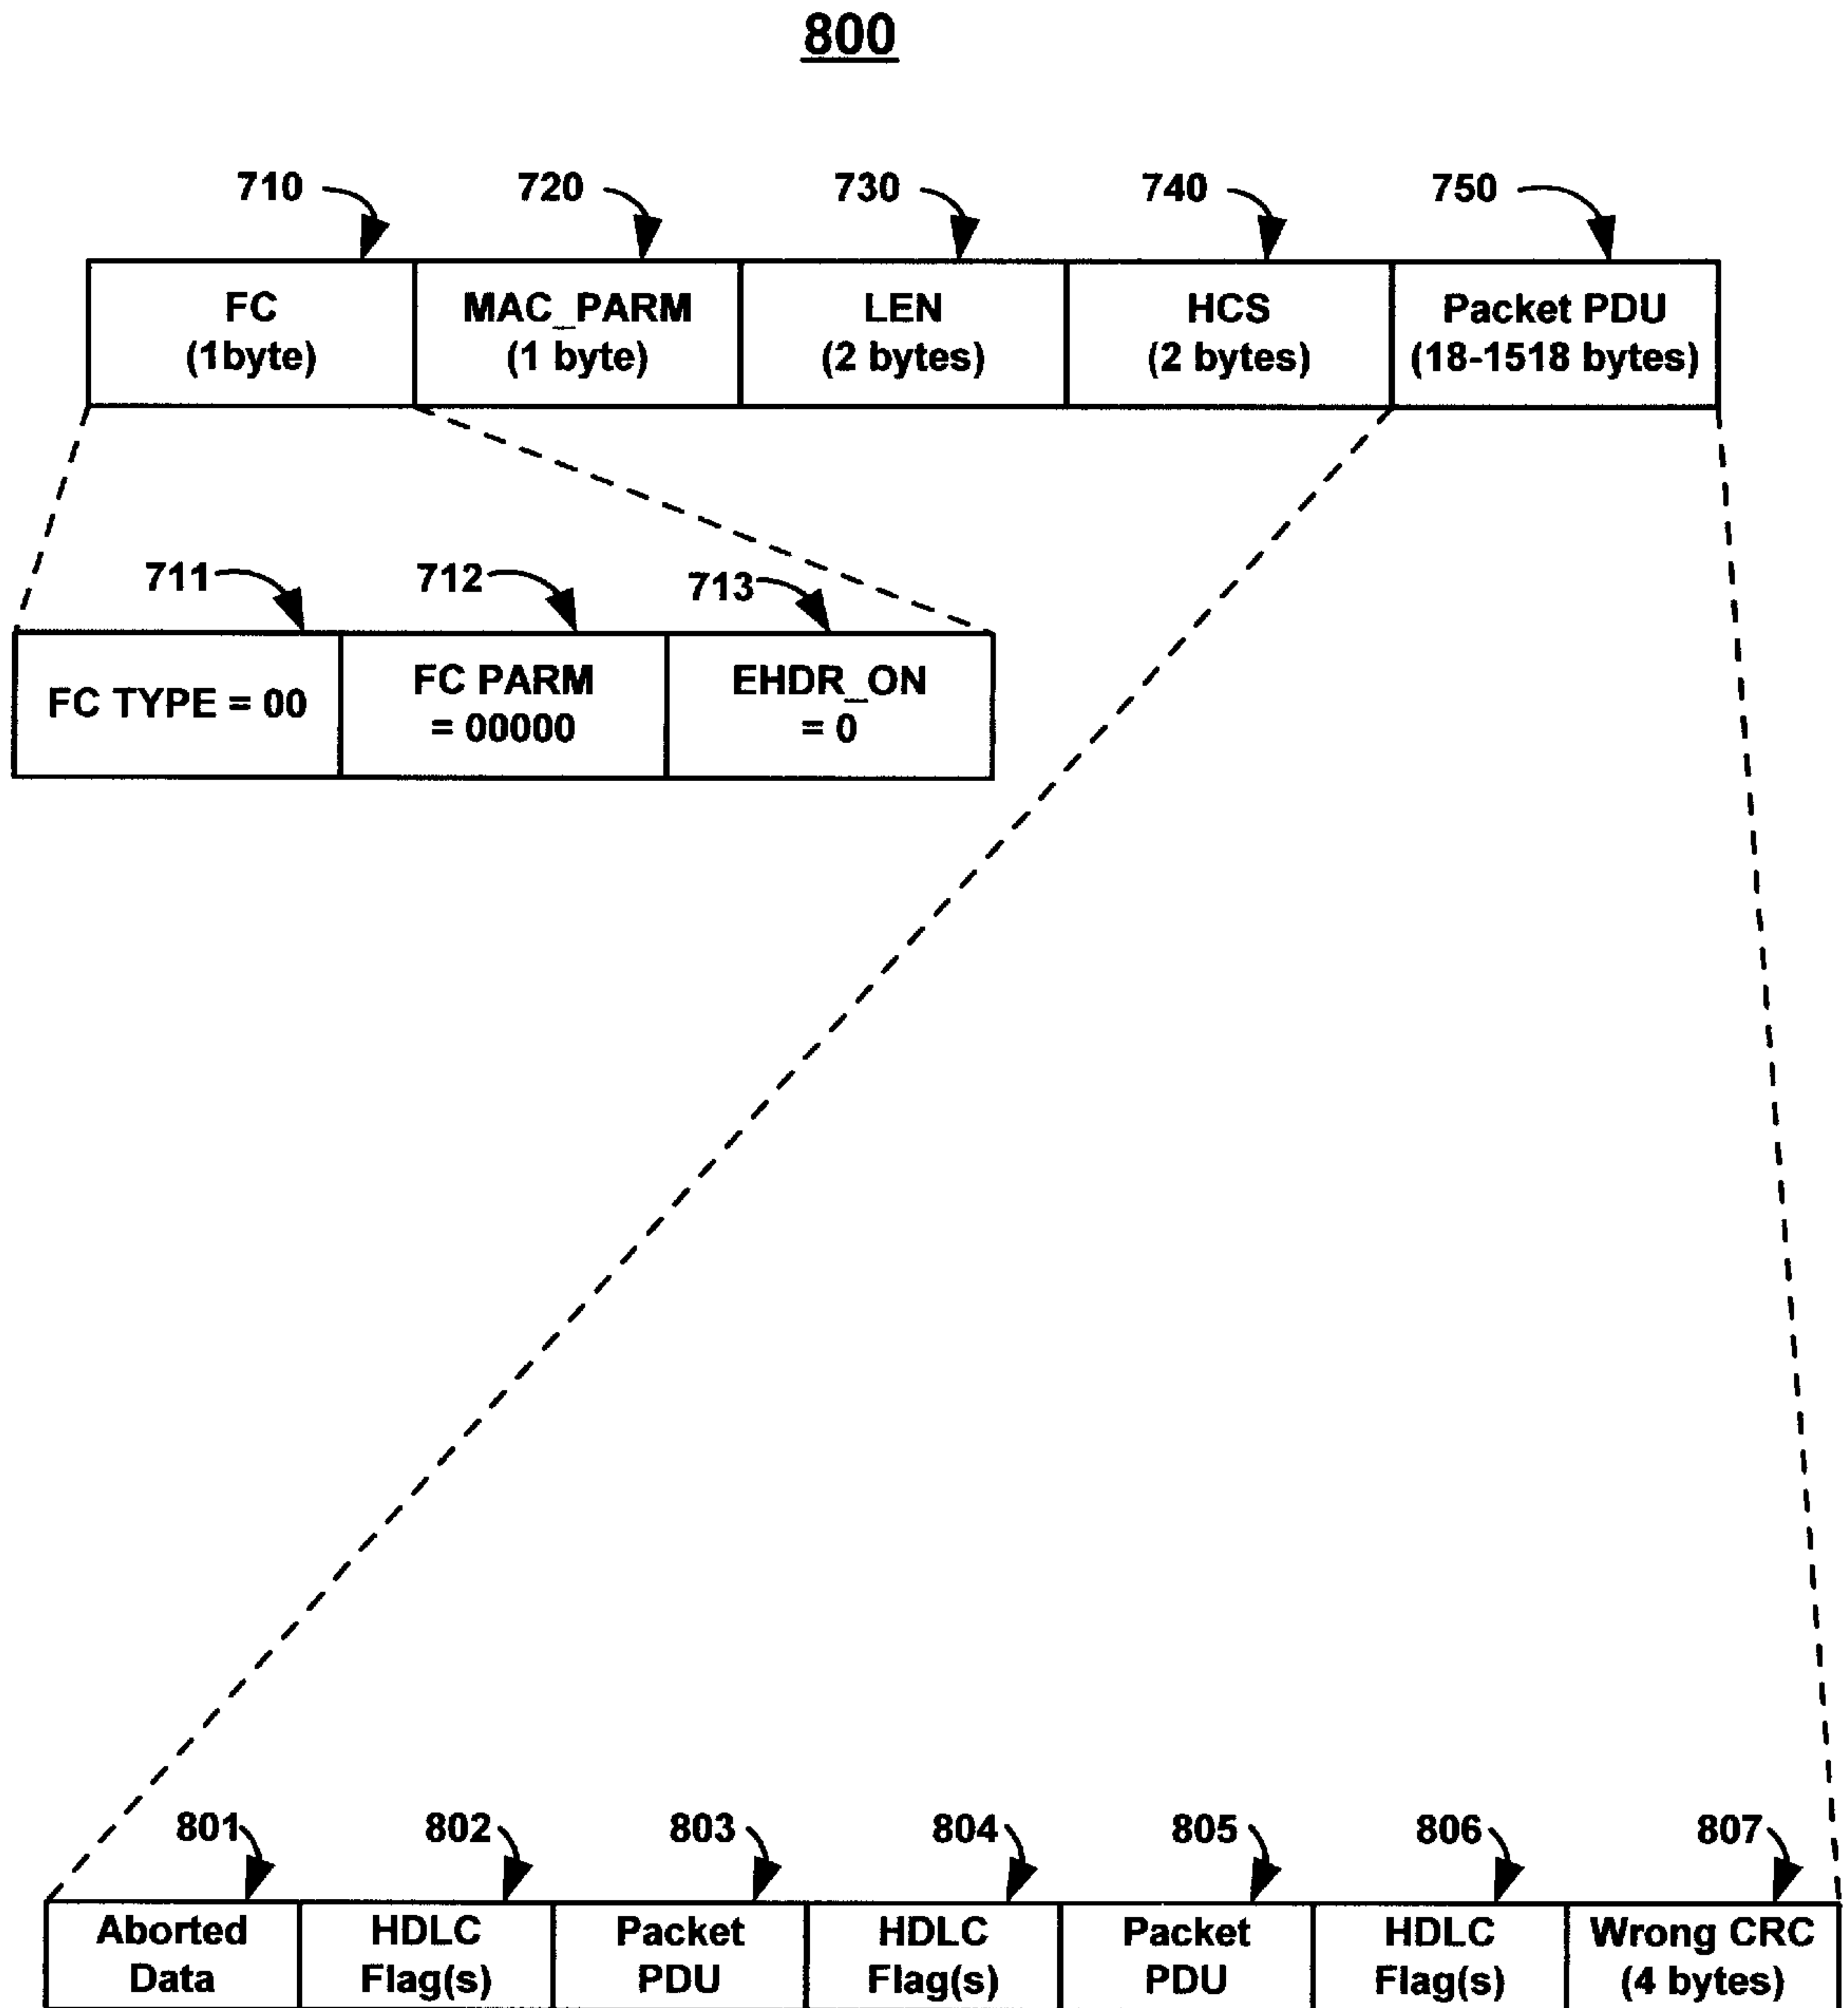 800
710 720 730 740 750
FC MAC_PARM LEN HCS Packet PDU
(1byte) (1 byte) (2 bytes) (2 bytes) (18-1518 bytes)
711 712 713
FC TYPE = 00 FC PARM EHDR_ON
= 00000 = 0
801 802 803 804 805 806 807
Aborted HDLC Packet HDLC Packet HDLC Wrong CRC
Data Flag(s) PDU Flag(s) PDU Flag(s) (4 bytes)